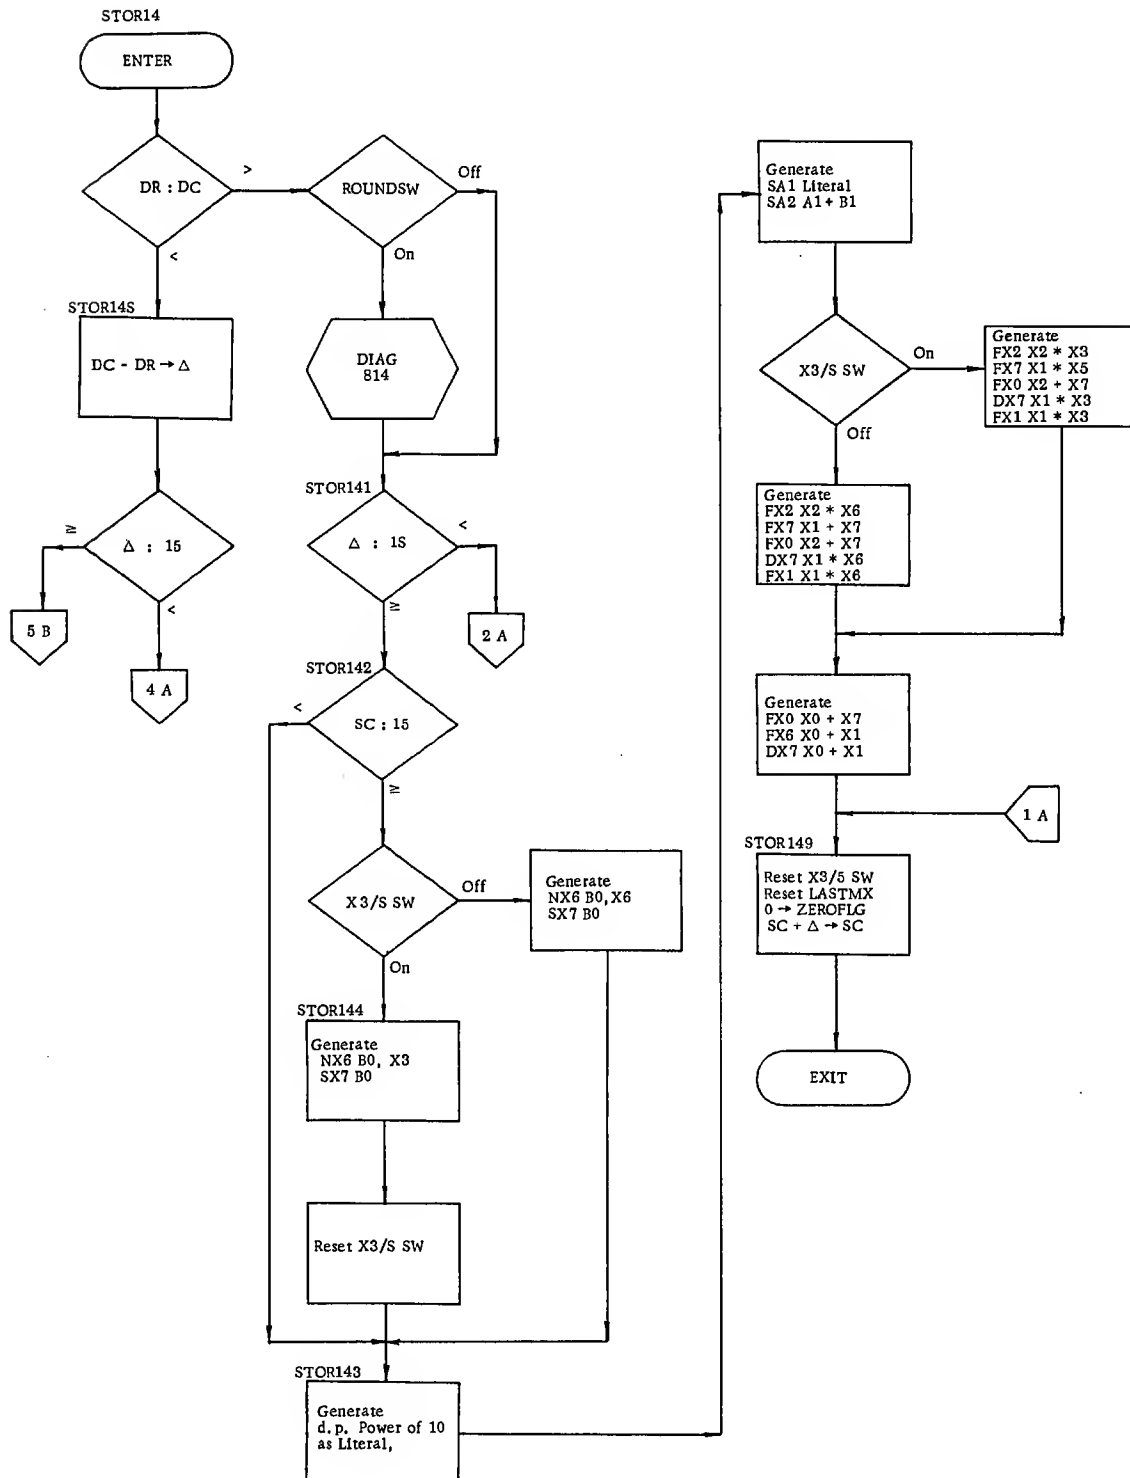 STOR14
ENTER
DR : DC
>
<
ROUNDSW
Off
On
STOR14S
DC - DR → Δ
DIAG
814
Δ : 15
≥
<
5 B
4 A
STOR141
Δ : 1S
<
≥
2 A
STOR142
SC : 15
<
≥
X3/S SW
Off
On
Generate
NX6 B0, X6
SX7 B0
STOR144
Generate
NX6 B0, X3
SX7 B0
Reset X3/S SW
STOR143
Generate
d.p. Power of 10
as Literal,
Generate
SA1 Literal
SA2 A1 + B1
X3/S SW
On
Off
Generate
FX2 X2 * X3
FX7 X1 * X5
FX0 X2 + X7
DX7 X1 * X3
FX1 X1 * X3
Generate
FX2 X2 * X6
FX7 X1 + X7
FX0 X2 + X7
DX7 X1 * X6
FX1 X1 * X6
Generate
FX0 X0 + X7
FX6 X0 + X1
DX7 X0 + X1
1 A
STOR149
Reset X3/5 SW
Reset LASTMX
0 → ZEROFLG
SC + Δ → SC
EXIT